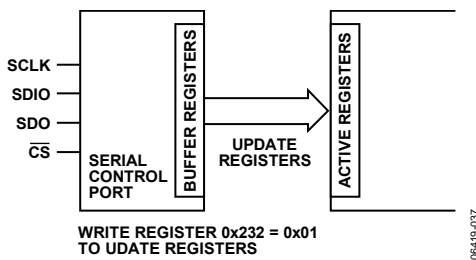 SCLK
SDIO
SDO
CS
SERIAL
CONTROL
PORT
BUFFER REGISTERS
UPDATE
REGISTERS
ACTIVE REGISTERS
WRITE REGISTER 0x232 = 0x01
TO UDATE REGISTERS
06419-037